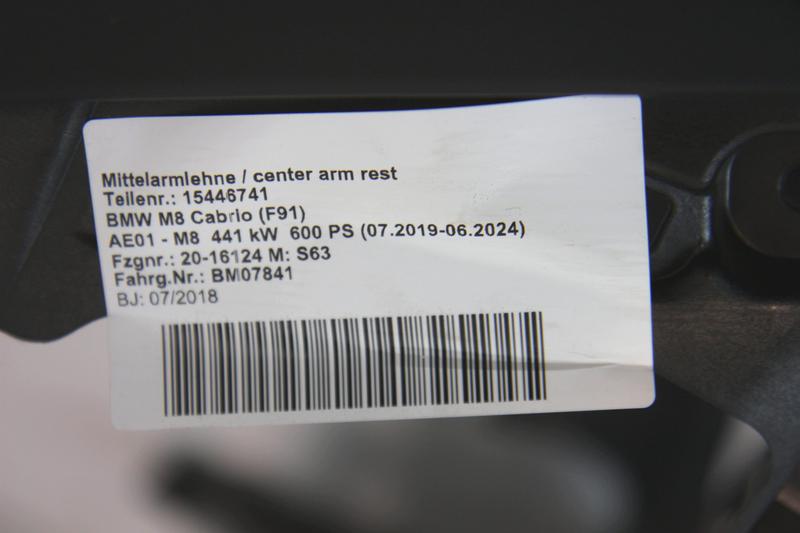 Mittelarmlehne / center arm rest
Teilenr.: 15446741
BMW M8 Cabrio (F91)
AE01 - M8 441 kW 600 PS (07.2019-06.2024)
Fzgnr.: 20-16124 M: S63
Fahrg.Nr.: BM07841
BJ: 07/2018